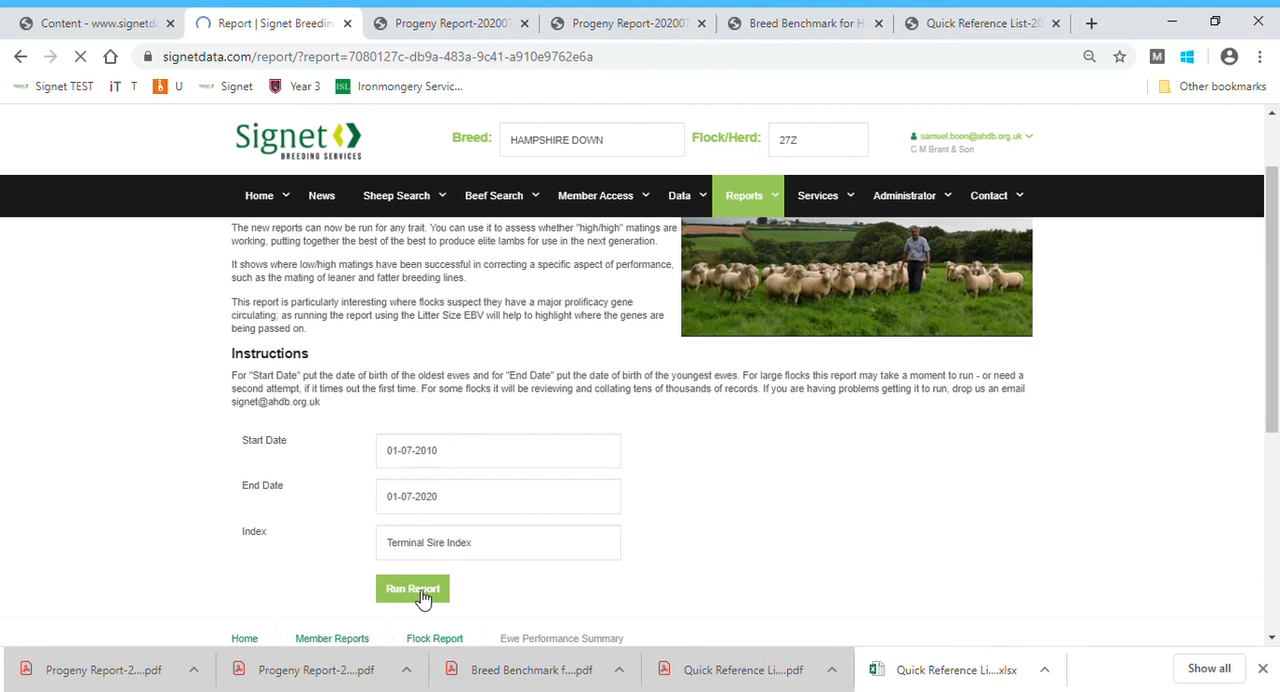 Content - www.signetda
Report | Signet Breedin
Progeny Report-202007
Progeny Report-202007
Breed Benchmark for H
Quick Reference List-20
signetdata.com/report/?report=7080127c-db9a-483a-9c41-a910e9762e6a
M
Signet TEST
iT T
U
Signet
Year 3
ISL Ironmongery Servic...
Other bookmarks
Signet
BREEDING SERVICES
Breed:
HAMPSHIRE DOWN
Flock/Herd:
27Z
samuel.boon@ahdb.org.uk
C M Brant & Son
Home
News
Sheep Search
Beef Search
Member Access
Data
Reports
Services
Administrator
Contact
The new reports can now be run for any trait. You can use it to assess whether "high/high" matings are
working, putting together the best of the best to produce elite lambs for use in the next generation.
It shows where low/high matings have been successful in correcting a specific aspect of performance,
such as the mating of leaner and fatter breeding lines.
This report is particularly interesting where flocks suspect they have a major prolificacy gene
circulating; as running the report using the Litter Size EBV will help to highlight where the genes are
being passed on.
Instructions
For "Start Date" put the date of birth of the oldest ewes and for "End Date" put the date of birth of the youngest ewes. For large flocks this report may take a moment to run - or need a
second attempt, if it times out the first time. For some flocks it will be reviewing and collating tens of thousands of records. If you are having problems getting it to run, drop us an email
signet@ahdb.org.uk
Start Date
01-07-2010
End Date
01-07-2020
Index
Terminal Sire Index
Run Report
Home
Member Reports
Flock Report
Ewe Performance Summary
Progeny Report-2....pdf
Progeny Report-2....pdf
Breed Benchmark f....pdf
Quick Reference Li....pdf
Quick Reference Li....xlsx
Show all